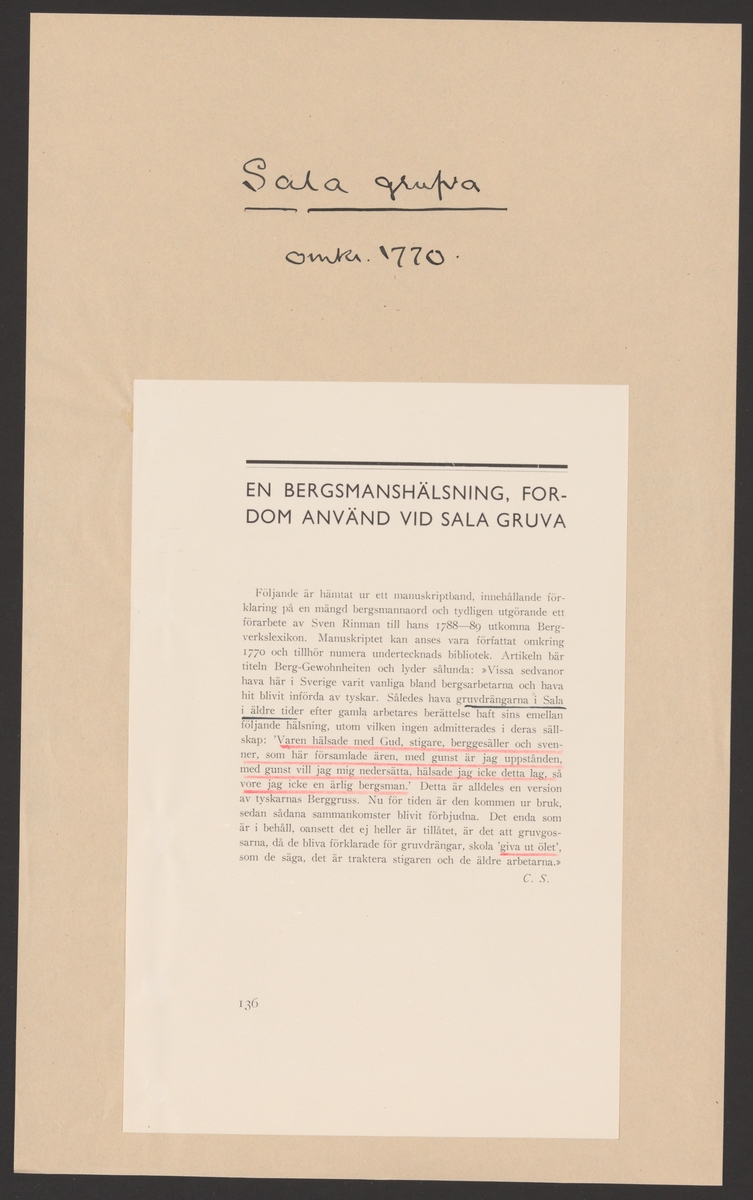 Sala grufva
omkr. 1770.
EN BERGSMANSHÄLSNING, FOR-
DOM ANVÄND VID SALA GRUVA
Följande är hämtat ur ett manuskriptband, innehållande för-
klaring på en mängd bergsmannaord och tydligen utgörande ett
förarbete av Sven Rinman till hans 1788—89 utkomna Berg-
verkslexikon. Manuskriptet kan anses vara författat omkring
1770 och tillhör numera undertecknads bibliotek. Artikeln bär
titeln Berg-Gewohnheiten och lyder sålunda: »Vissa sedvanor
hava här i Sverige varit vanliga bland bergsarbetarna och hava
hit blivit införda av tyskar. Således hava gruvdrängarna i Sala
i äldre tider efter gamla arbetares berättelse haft sins emellan
följande hälsning, utom vilken ingen admitterades i deras säll-
skap: 'Varen hälsade med Gud, stigare, berggesäller och sven-
ner, som här församlade ären, med gunst är jag uppstånden,
med gunst vill jag mig nedersätta, hälsade jag icke detta lag, så
vore jag icke en ärlig bergsman.' Detta är alldeles en version
av tyskarnas Berggruss. Nu för tiden är den kommen ur bruk,
sedan sådana sammankomster blivit förbjudna. Det enda som
är i behåll, oansett det ej heller är tillåtet, är det att gruvgos-
sarna, då de bliva förklarade för gruvdrängar, skola 'giva ut ölet',
som de säga, det är traktera stigaren och de äldre arbetarna.»
C. S.
136